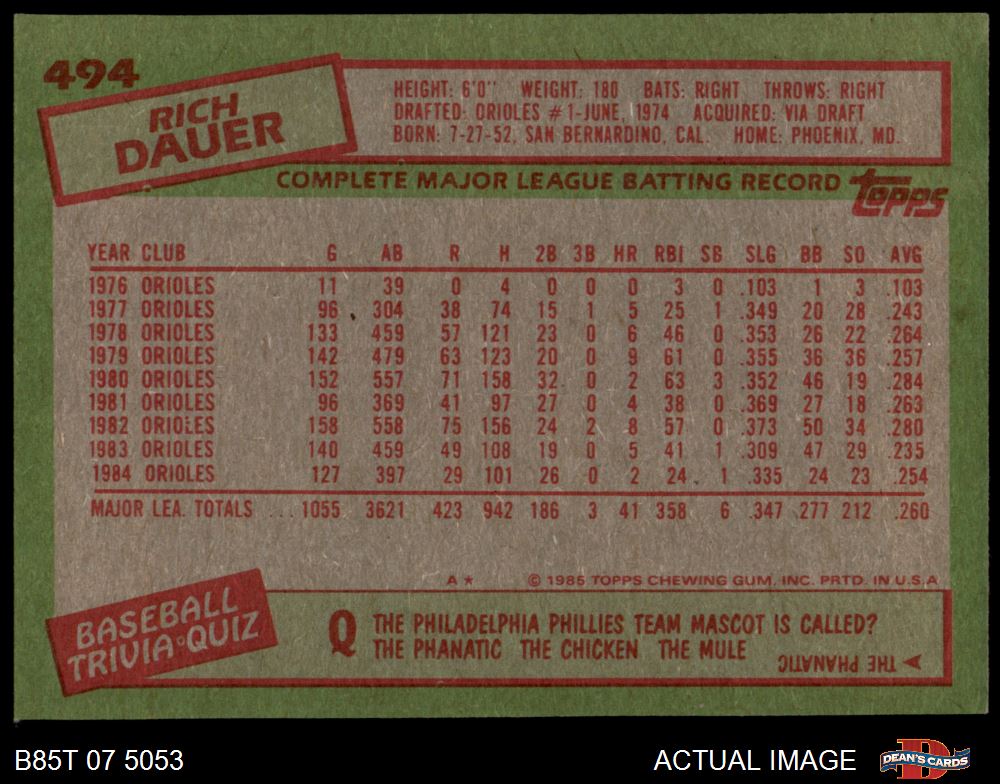 494
RICH
DAUER
HEIGHT: 6'0" WEIGHT: 180 BATS: RIGHT THROWS: RIGHT
DRAFTED: ORIOLES #1-JUNE, 1974 ACQUIRED: VIA DRAFT
BORN: 7-27-52, SAN BERNARDINO, CAL. HOME: PHOENIX, MD.
COMPLETE MAJOR LEAGUE BATTING RECORD
topps
YEAR CLUB G AB R H 2B 3B HR RBI SB SLG BB SO AVG
1976 ORIOLES 11 39 0 4 0 0 0 3 0 .103 1 3 .103
1977 ORIOLES 96 304 38 74 15 1 5 25 1 .349 20 28 .243
1978 ORIOLES 133 459 57 121 23 0 6 46 0 .353 26 22 .264
1979 ORIOLES 142 479 63 123 20 0 9 61 0 .355 36 36 .257
1980 ORIOLES 152 557 71 158 32 0 2 63 3 .352 46 19 .284
1981 ORIOLES 96 369 41 97 27 0 4 38 0 .369 27 18 .263
1982 ORIOLES 158 558 75 156 24 2 8 57 0 .373 50 34 .280
1983 ORIOLES 140 459 49 108 19 0 5 41 1 .309 47 29 .235
1984 ORIOLES 127 397 29 101 26 0 2 24 1 .335 24 23 .254
MAJOR LEA. TOTALS ... 1055 3621 423 942 186 3 41 358 6 .347 277 212 .260
A * © 1985 TOPPS CHEWING GUM, INC. PRTD. IN U.S.A
BASEBALL
TRIVIA QUIZ
Q THE PHILADELPHIA PHILLIES TEAM MASCOT IS CALLED?
THE PHANATIC THE CHICKEN THE MULE
THE PHANATIC
B85T 07 5053
ACTUAL IMAGE
DEAN'S CARDS